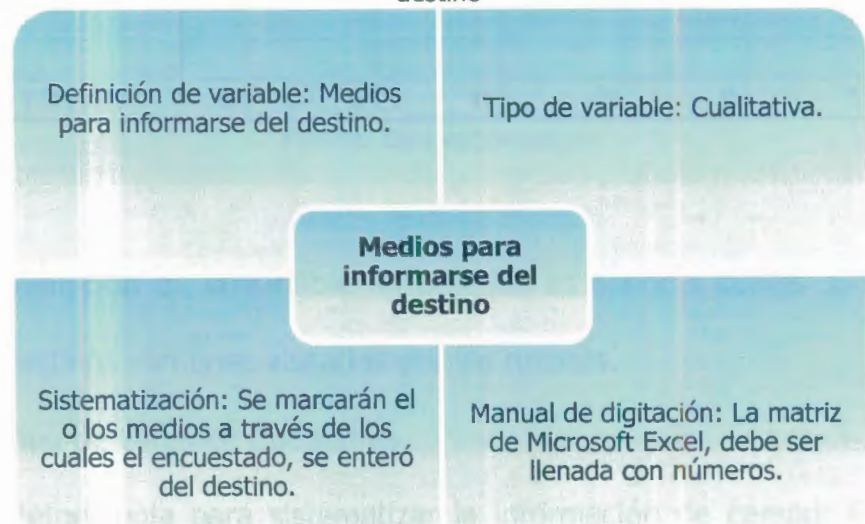 destino
Definición de variable: Medios
para informarse del destino.
Tipo de variable: Cualitativa.
Medios para
informarse del
destino
Sistematización: Se marcarán el
o los medios a través de los
cuales el encuestado, se enteró
del destino.
Manual de digitación: La matriz
de Microsoft Excel, debe ser
llenada con números.